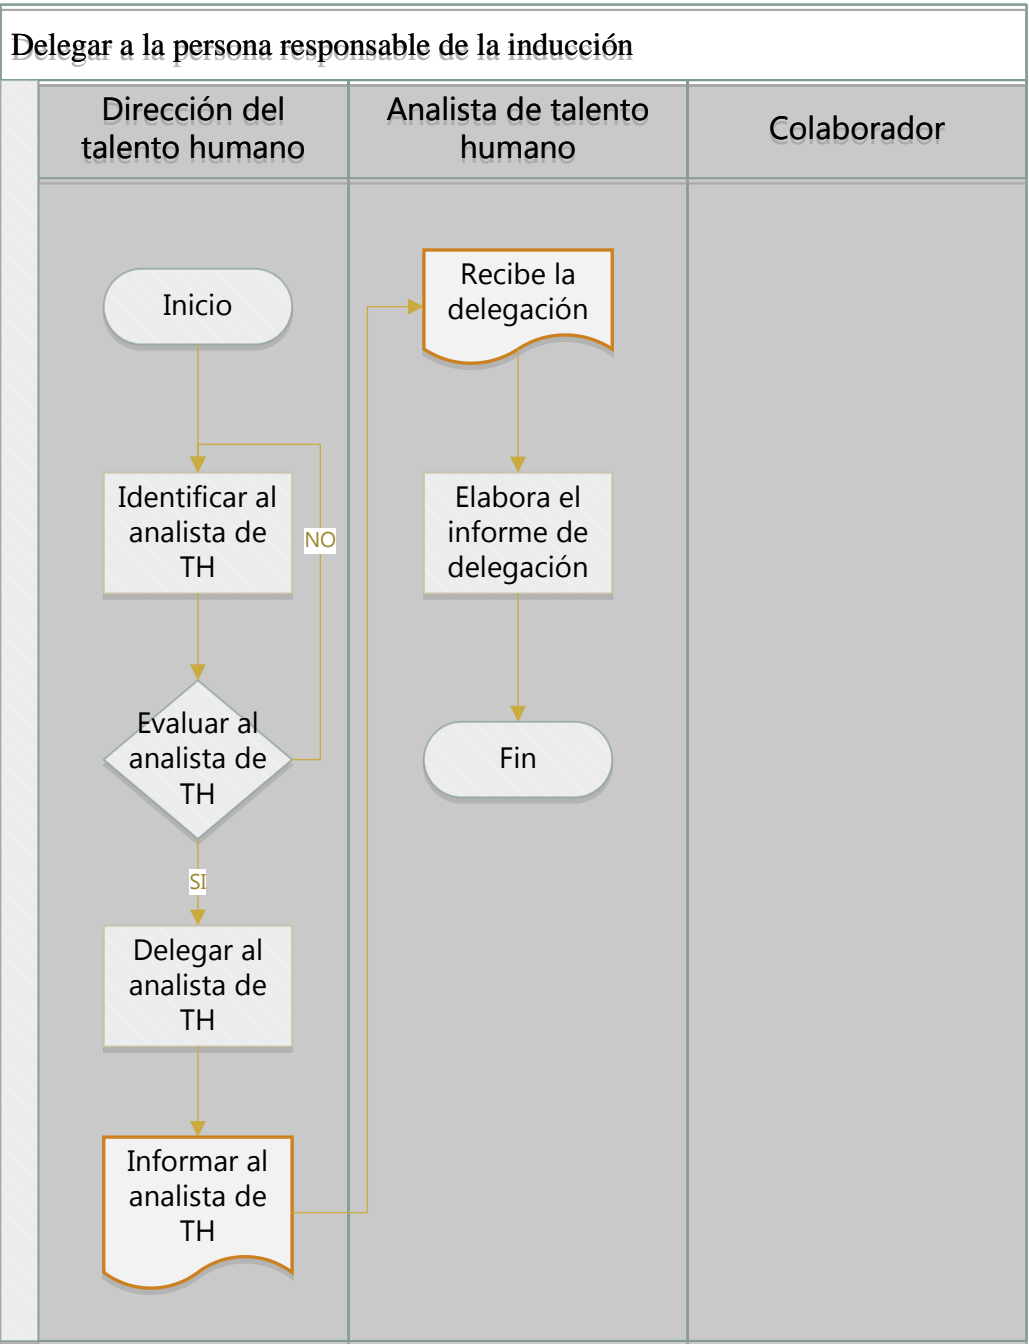 Delegar a la persona responsable de la inducción
Dirección del
talento humano
Analista de talento
humano
Colaborador
Inicio
Identificar al
analista de
TH
NO
Evaluar al
analista de
TH
SI
Delegar al
analista de
TH
Informar al
analista de
TH
Recibe la
delegación
Elabora el
informe de
delegación
Fin